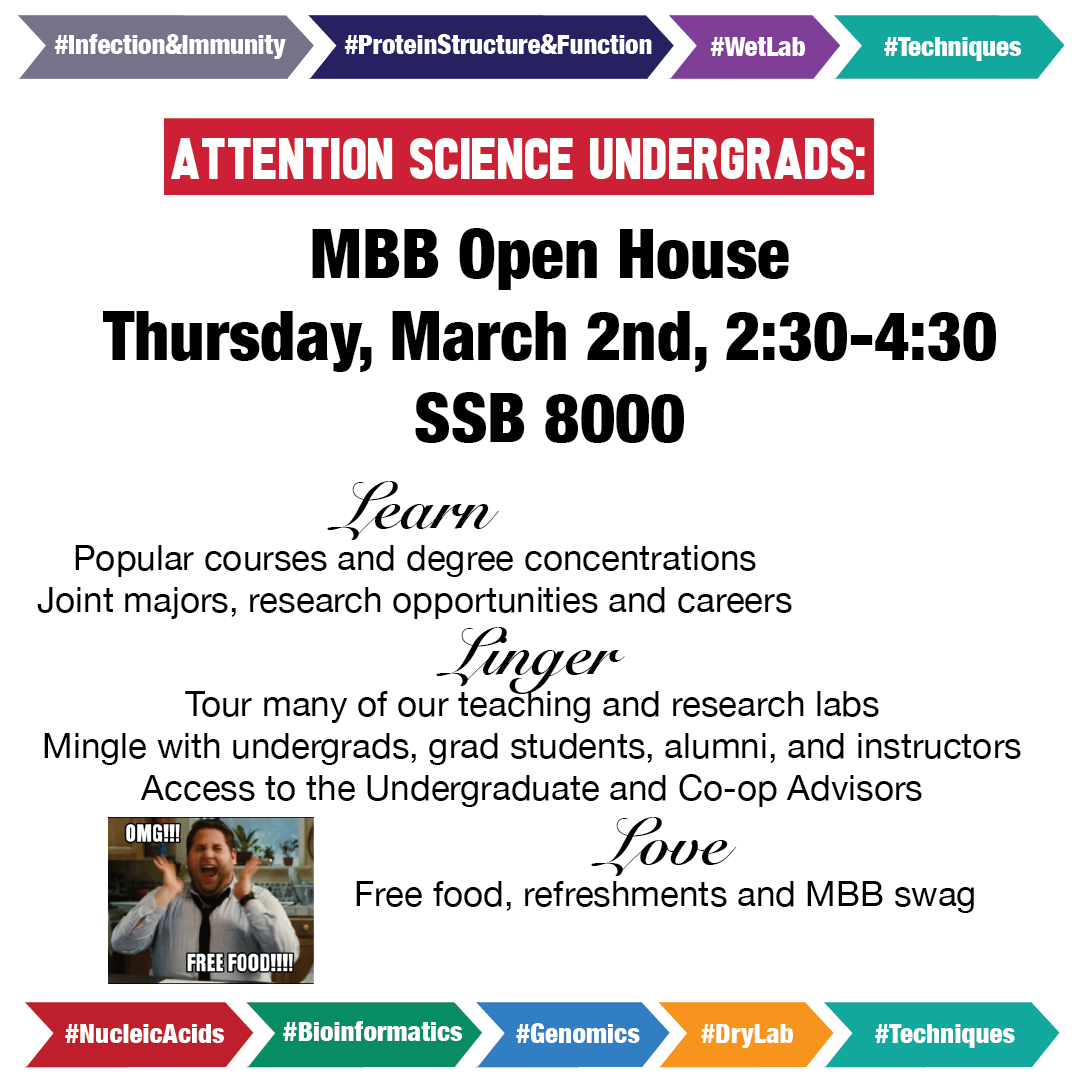 #Infection&Immunity #ProteinStructure&Function #WetLab #Techniques
ATTENTION SCIENCE UNDERGRADS:
MBB Open House
Thursday, March 2nd, 2:30-4:30
SSB 8000
Learn
Popular courses and degree concentrations
Joint majors, research opportunities and careers
Linger
Tour many of our teaching and research labs
Mingle with undergrads, grad students, alumni, and instructors
Access to the Undergraduate and Co-op Advisors
OMG!!!
FREE FOOD!!!!
Love
Free food, refreshments and MBB swag
#NucleicAcids #Bioinformatics #Genomics #DryLab #Techniques